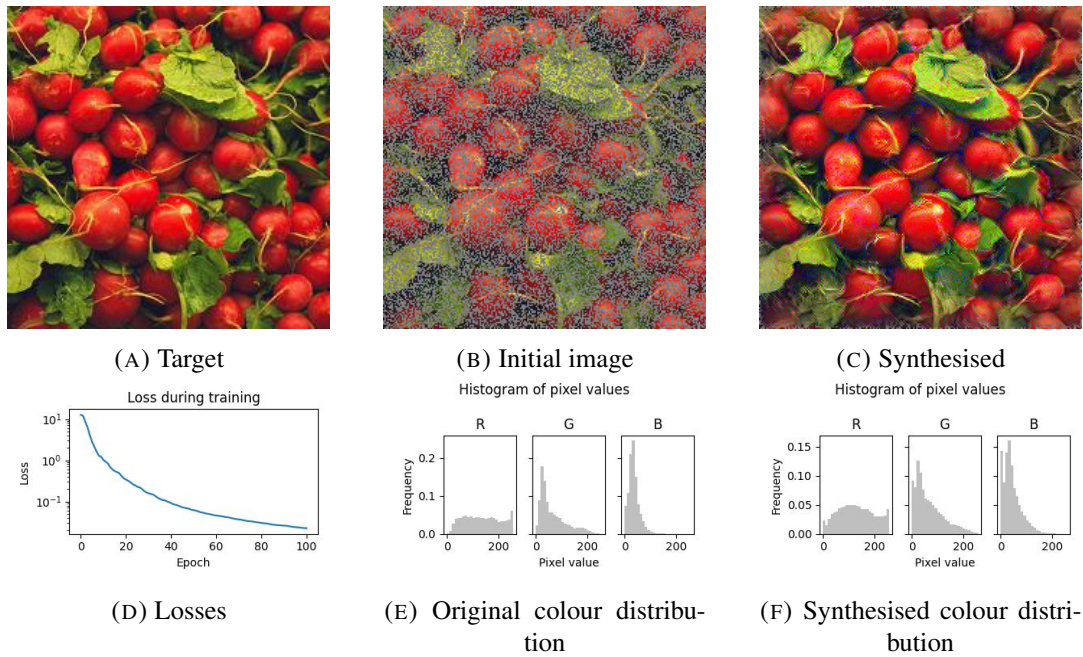 (A) Target
(B) Initial image
(C) Synthesised
Loss during training
10¹
10⁰
10⁻¹
Loss
0 20 40 60 80 100
Epoch
(D) Losses
Histogram of pixel values
R G B
0.2
0.1
0.0
Frequency
0 200 0 200 0 200
Pixel value
(E) Original colour distribu-
tion
Histogram of pixel values
R G B
0.15
0.10
0.05
0.00
Frequency
0 200 0 200 0 200
Pixel value
(F) Synthesised colour distri-
bution